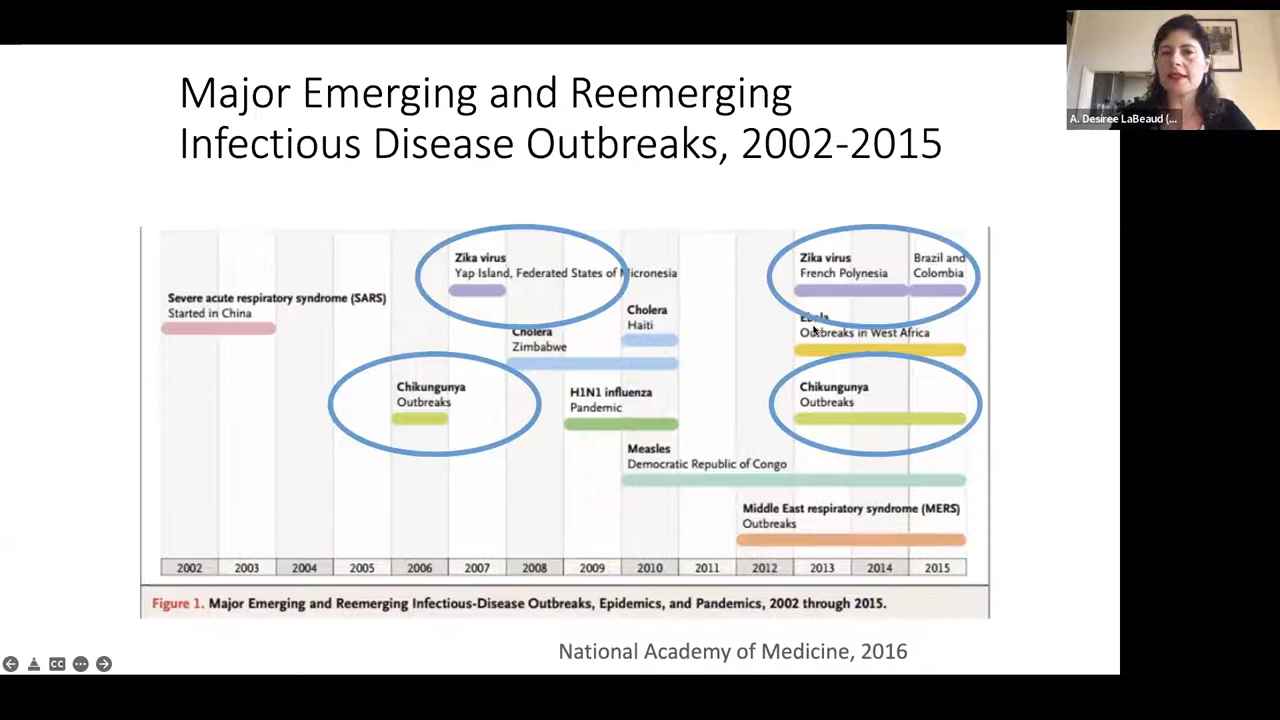 Major Emerging and Reemerging
Infectious Disease Outbreaks, 2002-2015
A. Desiree LaBeaud (...
Zika virus
Yap Island, Federated States of Micronesia
Zika virus
French Polynesia
Brazil and
Colombia
Severe acute respiratory syndrome (SARS)
Started in China
Cholera
Haiti
Ebola
Outbreaks in West Africa
Cholera
Zimbabwe
Chikungunya
Outbreaks
H1N1 influenza
Pandemic
Chikungunya
Outbreaks
Measles
Democratic Republic of Congo
Middle East respiratory syndrome (MERS)
Outbreaks
2002 2003 2004 2005 2006 2007 2008 2009 2010 2011 2012 2013 2014 2015
Figure 1. Major Emerging and Reemerging Infectious-Disease Outbreaks, Epidemics, and Pandemics, 2002 through 2015.
National Academy of Medicine, 2016
CC